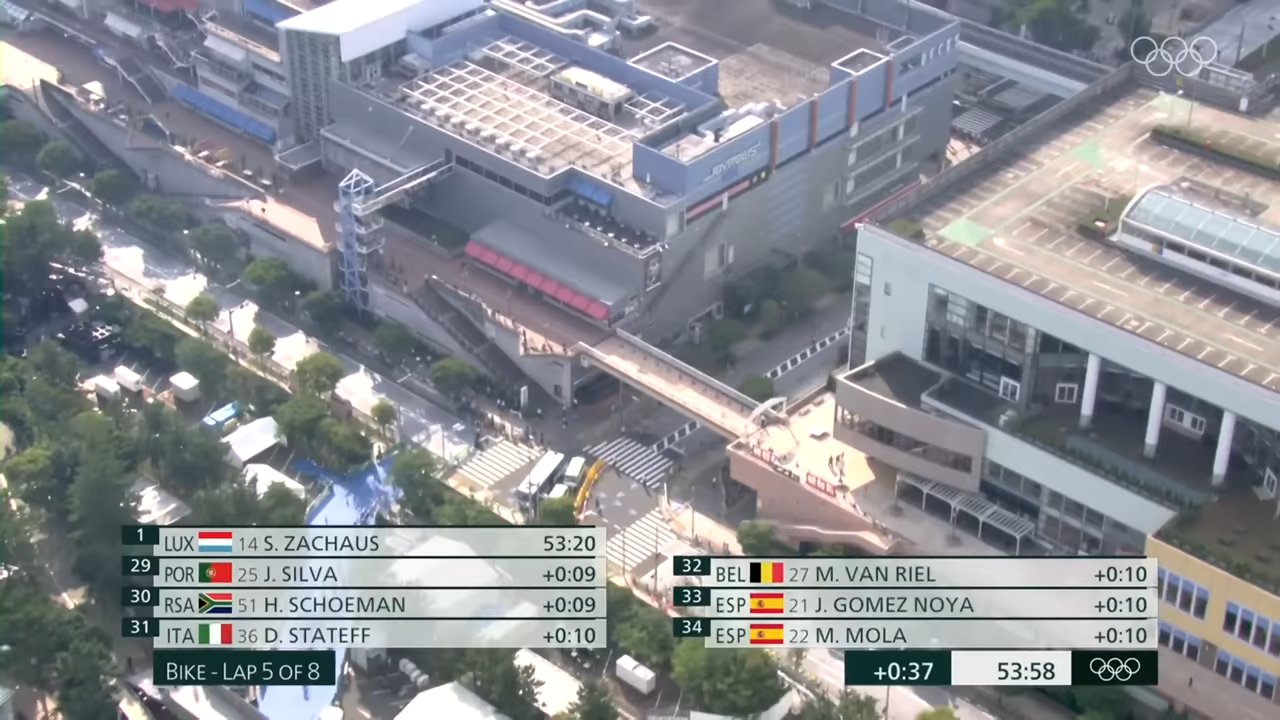 JOYPOLIS
1 LUX 14 S. ZACHAUS 53:20
29 POR 25 J. SILVA +0:09
30 RSA 51 H. SCHOEMAN +0:09
31 ITA 36 D. STATEFF +0:10
32 BEL 27 M. VAN RIEL +0:10
33 ESP 21 J. GOMEZ NOYA +0:10
34 ESP 22 M. MOLA +0:10
BIKE - LAP 5 OF 8
+0:37 53:58